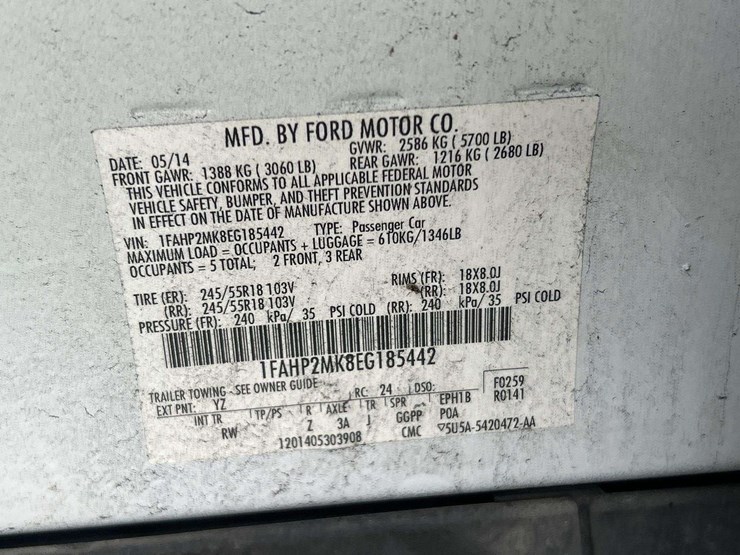 MFD. BY FORD MOTOR CO.
DATE: 05/14 GVWR: 2586 KG ( 5700 LB)
FRONT GAWR: 1388 KG ( 3060 LB) REAR GAWR: 1216 KG ( 2680 LB)
THIS VEHICLE CONFORMS TO ALL APPLICABLE FEDERAL MOTOR
VEHICLE SAFETY, BUMPER, AND THEFT PREVENTION STANDARDS
IN EFFECT ON THE DATE OF MANUFACTURE SHOWN ABOVE.
VIN: 1FAHP2MK8EG185442 TYPE: Passenger Car
MAXIMUM LOAD = OCCUPANTS + LUGGAGE = 610KG/1346LB
OCCUPANTS = 5 TOTAL; 2 FRONT, 3 REAR
TIRE (FR): 245/55R18 103V RIMS (FR): 18X8.0J
(RR): 245/55R18 103V (RR): 18X8.0J
PRESSURE (FR): 240 kPa/ 35 PSI COLD (RR): 240 kPa/ 35 PSI COLD
1FAHP2MK8EG185442
TRAILER TOWING - SEE OWNER GUIDE
EXT PNT: YZ RC: 24 DSO: F0259
INT TR TP/PS R AXLE TR SPR EPH1B R0141
RW Z 3A J GGPP POA
1201405303908 CMC 5U5A-5420472-AA